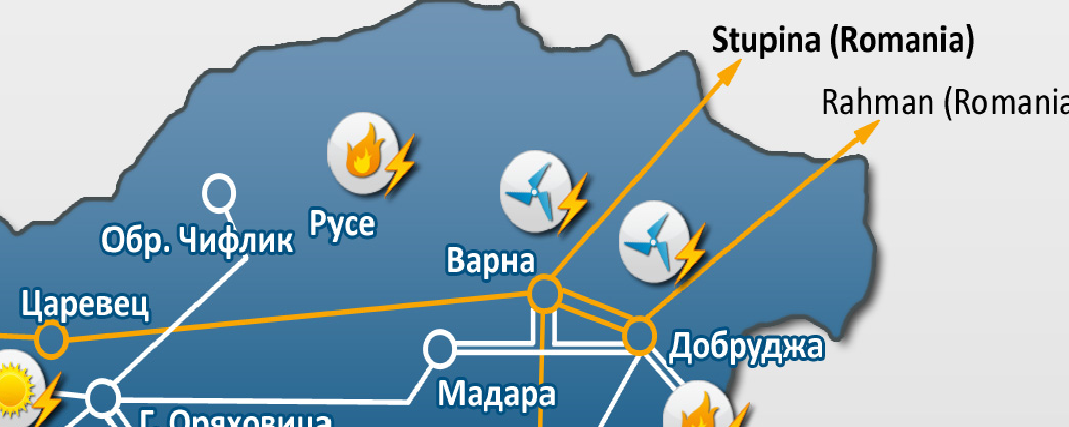 Stupina (Romania)
Rahman (Romania
Русе
Обр. Чифлик
Варна
Царевец
Добруджа
Мадара
Г. Оряховица